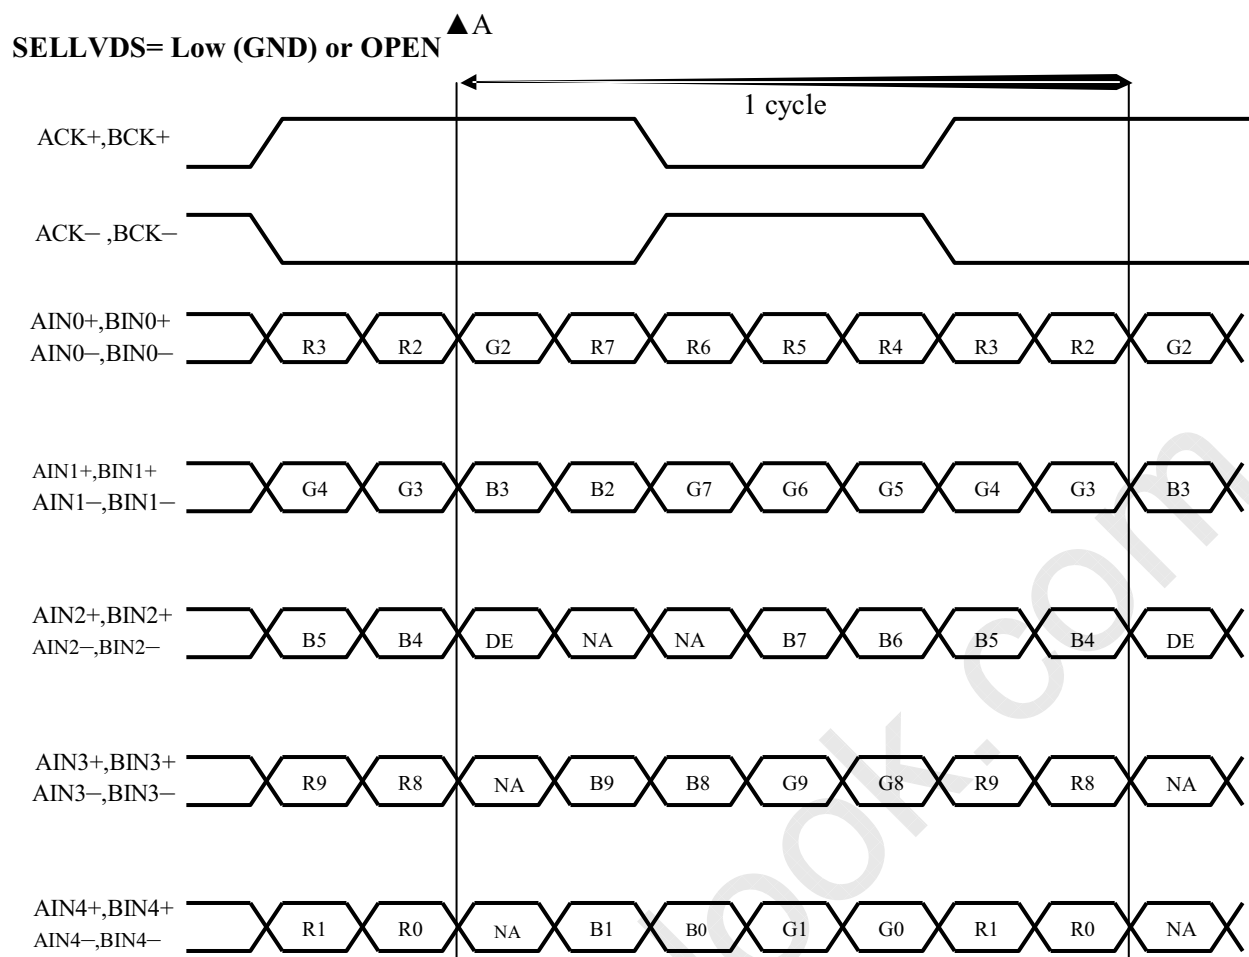 ▲A
SELLVDS= Low (GND) or OPEN
1 cycle
ACK+,BCK+
ACK− ,BCK−
AIN0+,BIN0+
AIN0−,BIN0−
R3 R2 G2 R7 R6 R5 R4 R3 R2 G2
AIN1+,BIN1+
AIN1−,BIN1−
G4 G3 B3 B2 G7 G6 G5 G4 G3 B3
AIN2+,BIN2+
AIN2−,BIN2−
B5 B4 DE NA NA B7 B6 B5 B4 DE
AIN3+,BIN3+
AIN3−,BIN3−
R9 R8 NA B9 B8 G9 G8 R9 R8 NA
AIN4+,BIN4+
AIN4−,BIN4−
R1 R0 NA B1 B0 G1 G0 R1 R0 NA
look.com